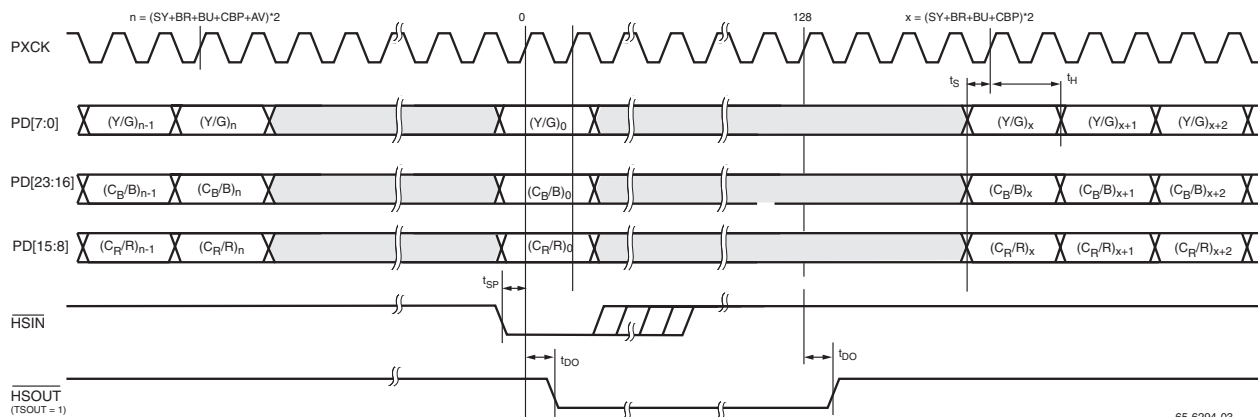 n = (SY+BR+BU+CBP+AV)*2 0 128 x = (SY+BR+BU+CBP)*2
PXCK
tS tH
PD[7:0] (Y/G)n-1 (Y/G)n (Y/G)0 (Y/G)x (Y/G)x+1 (Y/G)x+2
PD[23:16] (CB/B)n-1 (CB/B)n (CB/B)0 (CB/B)x (CB/B)x+1 (CB/B)x+2
PD[15:8] (CR/R)n-1 (CR/R)n (CR/R)0 (CR/R)x (CR/R)x+1 (CR/R)x+2
tSP
HSIN
tDO tDO
HSOUT
(TSOUT = 1)
65-6294-03